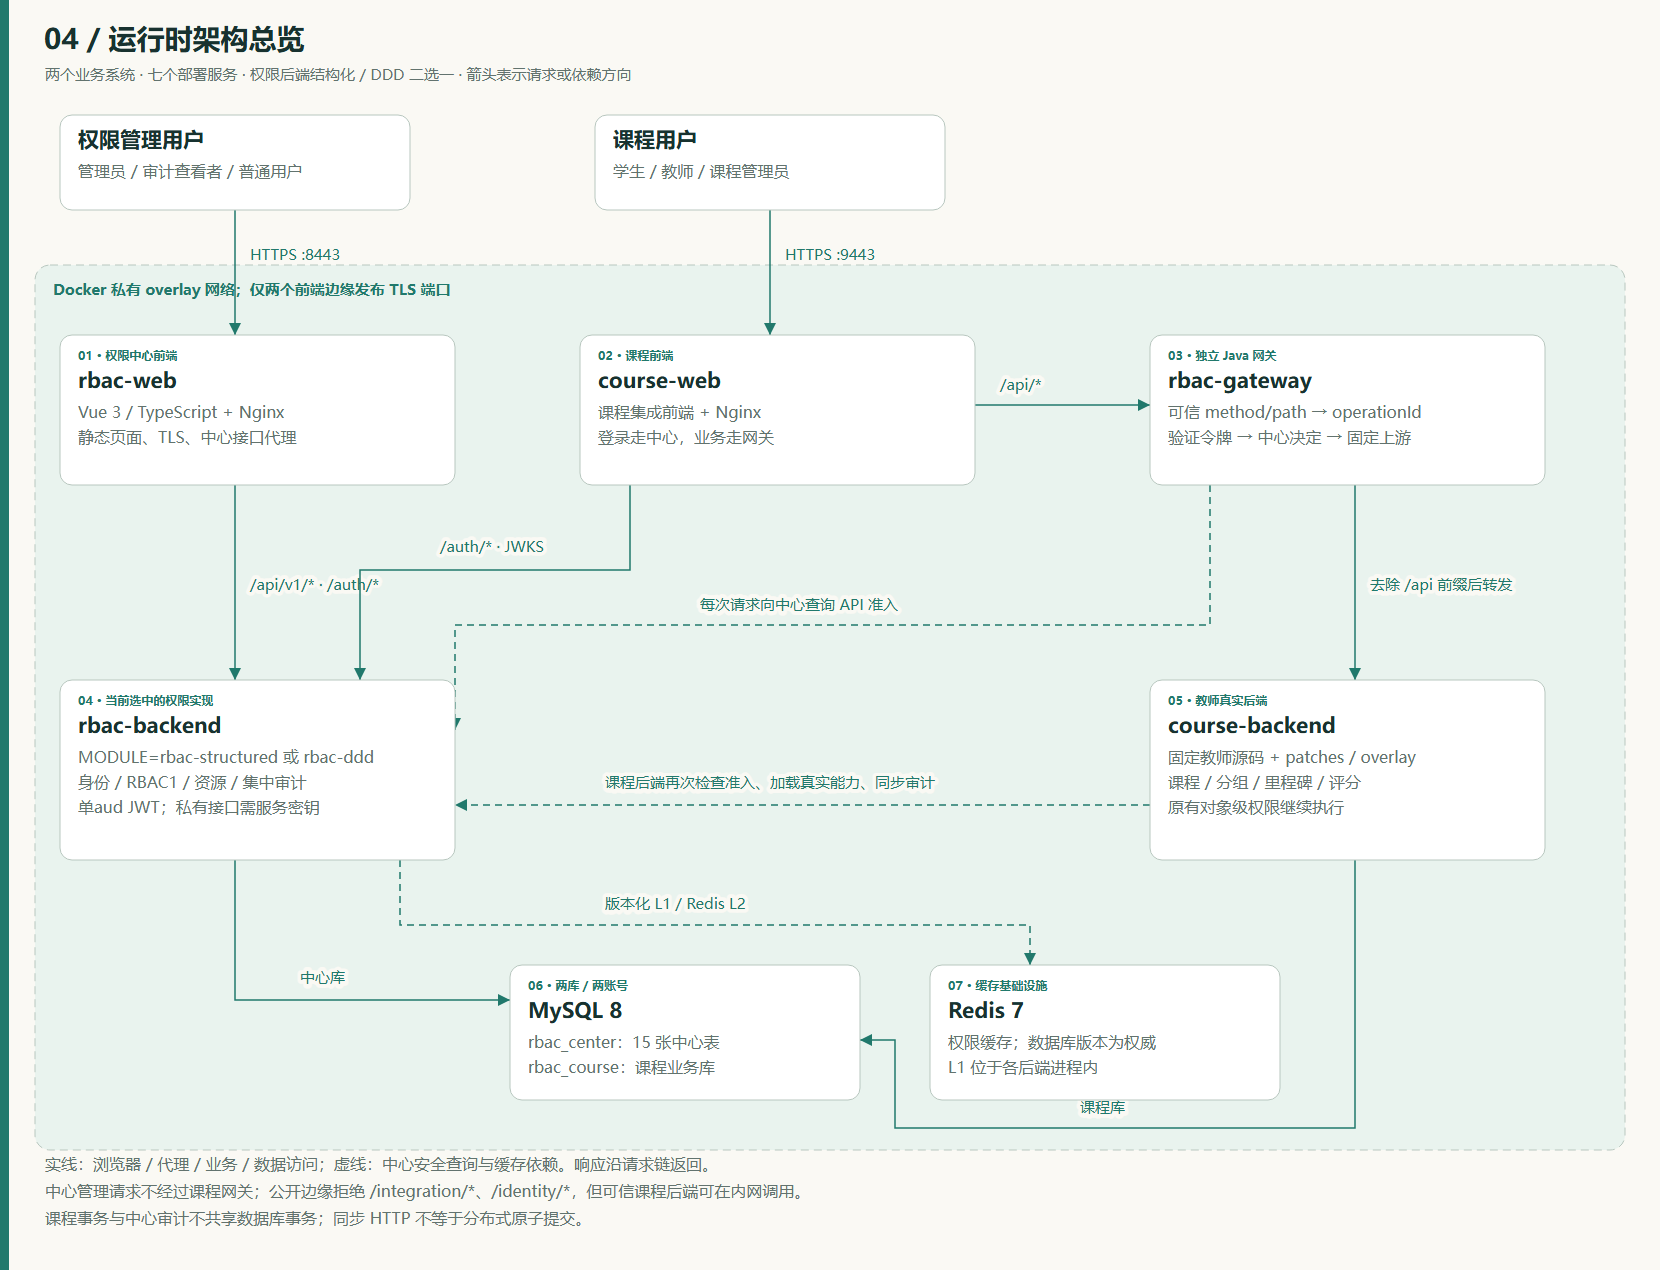 04 / 运行时架构总览
两个业务系统 · 七个部署服务 · 权限后端结构化 / DDD 二选一 · 箭头表示请求或依赖方向
权限管理用户
管理员 / 审计查看者 / 普通用户
课程用户
学生 / 教师 / 课程管理员
HTTPS :8443
HTTPS :9443
Docker 私有 overlay 网络；仅两个前端边缘发布 TLS 端口
01 · 权限中心前端
rbac-web
Vue 3 / TypeScript + Nginx
静态页面、TLS、中心接口代理
02 · 课程前端
course-web
课程集成前端 + Nginx
登录走中心，业务走网关
/api/*
03 · 独立 Java 网关
rbac-gateway
可信 method/path → operationId
验证令牌 → 中心决定 → 固定上游
/auth/* · JWKS
/api/v1/* · /auth/*
每次请求向中心查询 API 准入
去除 /api 前缀后转发
04 · 当前选中的权限实现
rbac-backend
MODULE=rbac-structured 或 rbac-ddd
身份 / RBAC1 / 资源 / 集中审计
单aud JWT；私有接口需服务密钥
课程后端再次检查准入、加载真实能力、同步审计
05 · 教师真实后端
course-backend
固定教师源码 + patches / overlay
课程 / 分组 / 里程碑 / 评分
原有对象级权限继续执行
版本化 L1 / Redis L2
中心库
06 · 两库 / 两账号
MySQL 8
rbac_center：15 张中心表
rbac_course：课程业务库
07 · 缓存基础设施
Redis 7
权限缓存；数据库版本为权威
L1 位于各后端进程内
课程库
实线：浏览器 / 代理 / 业务 / 数据访问；虚线：中心安全查询与缓存依赖。响应沿请求链返回。
中心管理请求不经过课程网关；公开边缘拒绝 /integration/*、/identity/*，但可信课程后端可在内网调用。
课程事务与中心审计不共享数据库事务；同步 HTTP 不等于分布式原子提交。